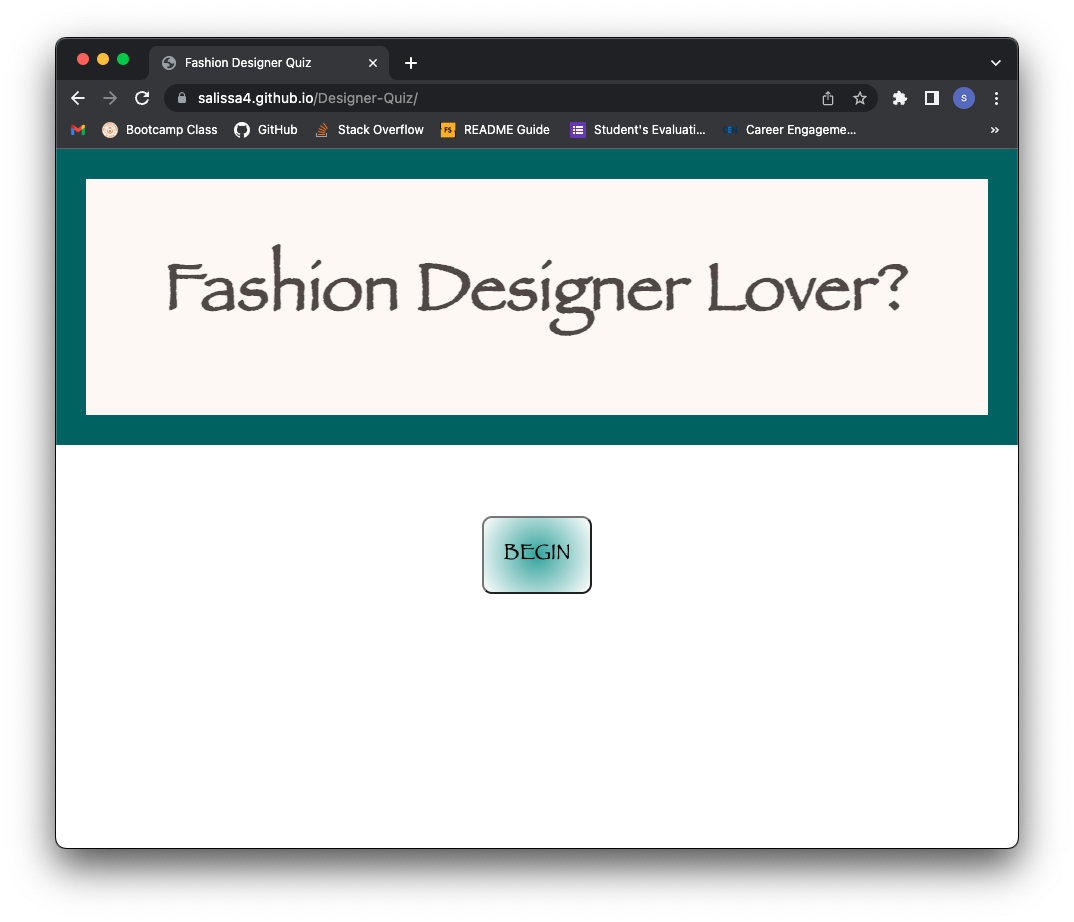 Fashion Designer Quiz
salissa4.github.io/Designer-Quiz/
S
Bootcamp Class GitHub Stack Overflow FS README Guide Student's Evaluati... Career Engageme... »
Fashion Designer Lover?
BEGIN